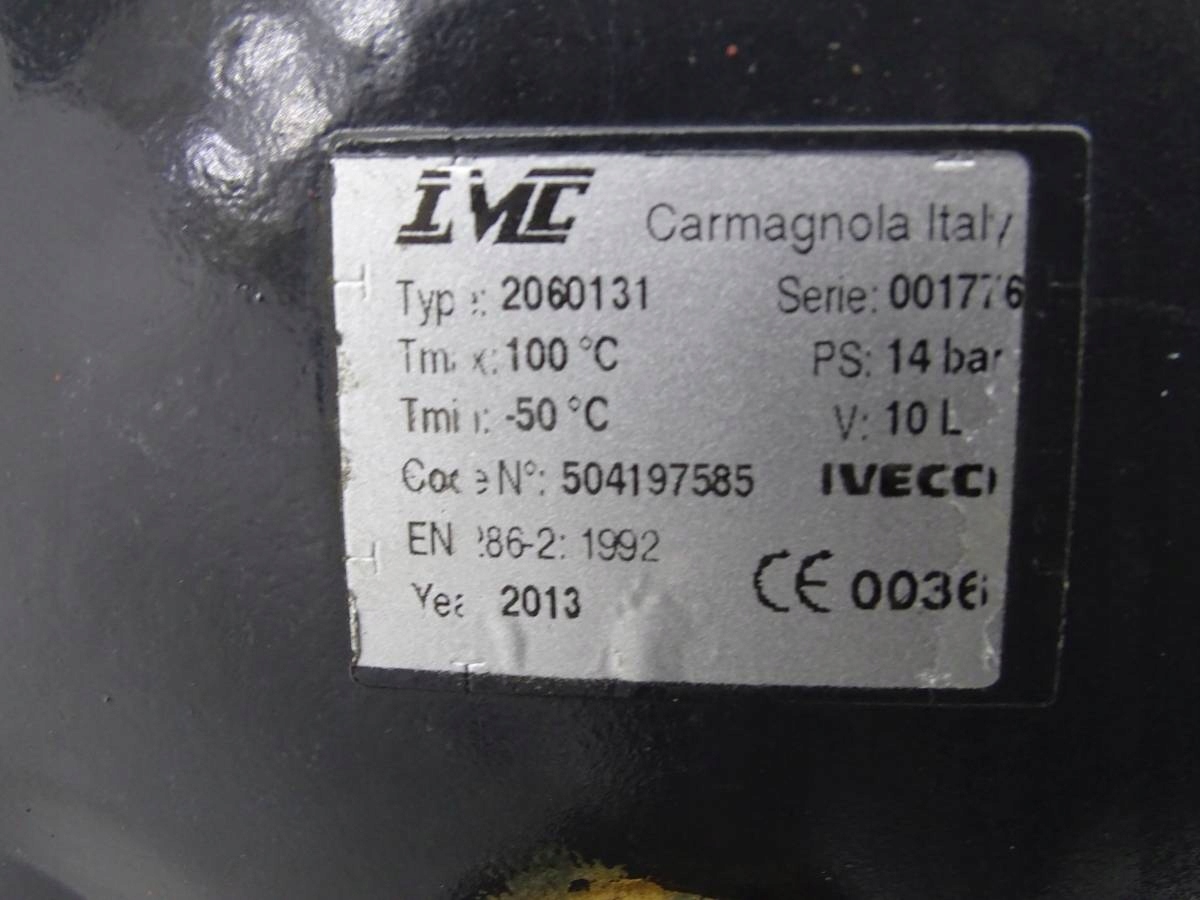 IMC Carmagnola Italy
Type: 2060131 Serie: 001776
Tmax: 100 °C PS: 14 bar
Tmin: -50 °C V: 10 L
Code N°: 504197585 IVECO
EN 286-2: 1992
Year 2013 CE 0036